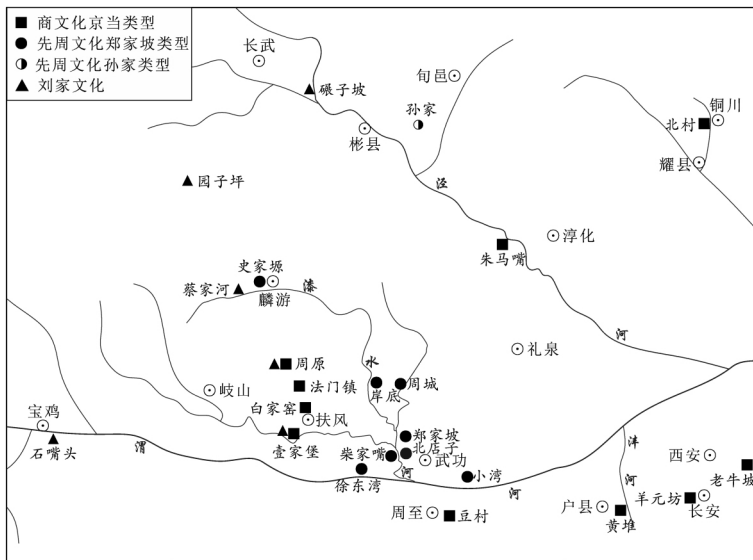 商文化京当类型
先周文化郑家坡类型
先周文化孙家类型
刘家文化
长武
碾子坡
旬邑
孙家
彬县
铜川
北村
耀县
园子坪
泾
淳化
朱马嘴
史家塬
蔡家河
麟游
漆
河
礼泉
周原
水
岐山
法门镇
岸底
周城
白家窑
扶风
宝鸡
石嘴头
渭
壹家堡
郑家坡
北店子
柴家嘴
武功
河
徐东湾
小湾
河
沣
河
西安
老牛坡
周至
豆村
户县
黄堆
羊元坊
长安